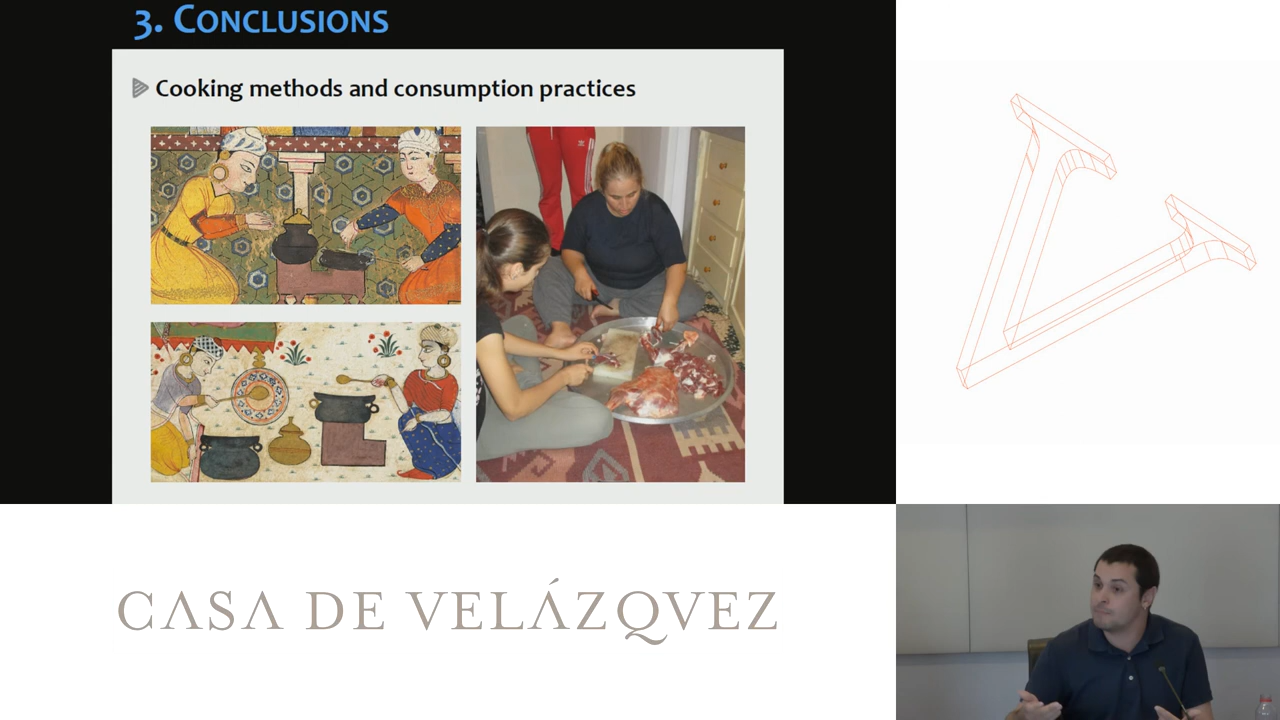 3. CONCLUSIONS
Cooking methods and consumption practices
CASA DE VELÁZQVEZ